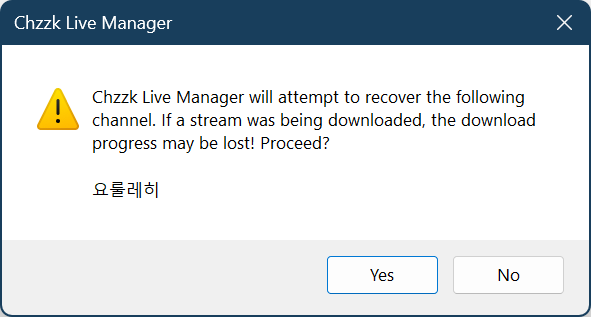 Chzzk Live Manager
Chzzk Live Manager will attempt to recover the following
channel. If a stream was being downloaded, the download
progress may be lost! Proceed?
요룰레히
Yes
No